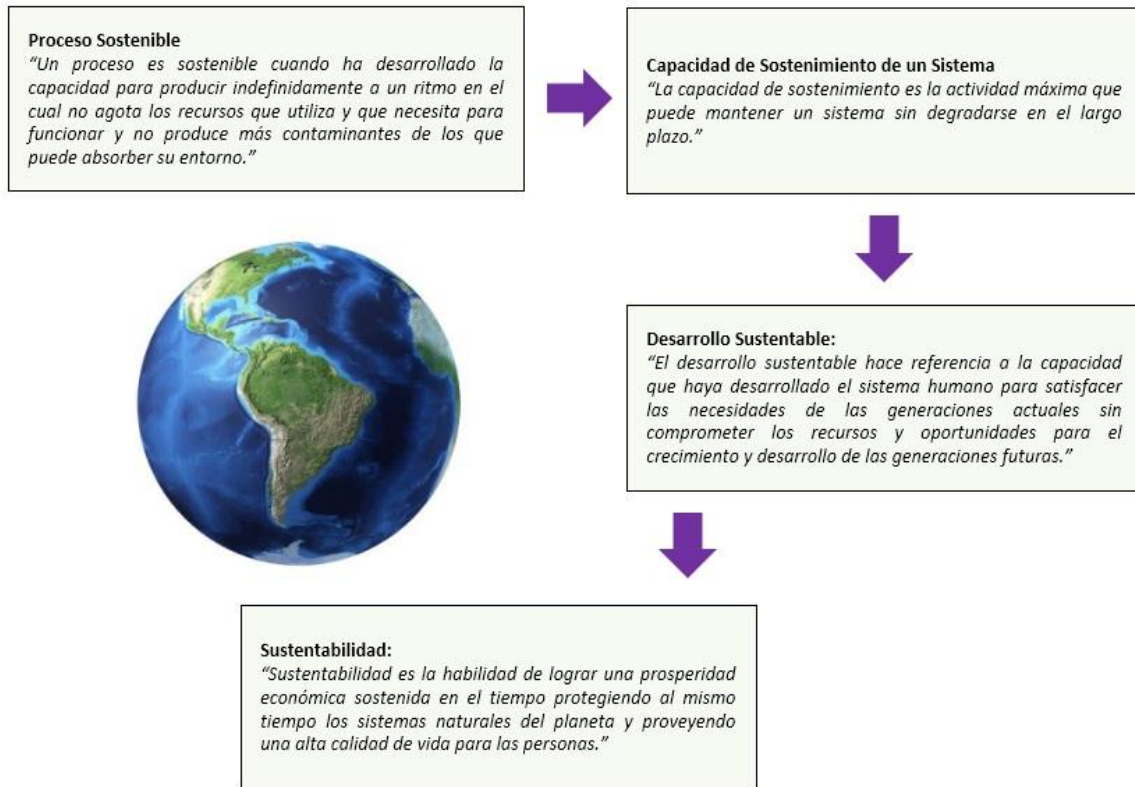 Proceso Sostenible
“Un proceso es sostenible cuando ha desarrollado la
capacidad para producir indefinidamente a un ritmo en el
cual no agota los recursos que utiliza y que necesita para
funcionar y no produce más contaminantes de los que
puede absorber su entorno.”
Capacidad de Sostenimiento de un Sistema
“La capacidad de sostenimiento es la actividad máxima que
puede mantener un sistema sin degradarse en el largo
plazo.”
Desarrollo Sustentable:
“El desarrollo sustentable hace referencia a la capacidad
que haya desarrollado el sistema humano para satisfacer
las necesidades de las generaciones actuales sin
comprometer los recursos y oportunidades para el
crecimiento y desarrollo de las generaciones futuras.”
Sustentabilidad:
“Sustentabilidad es la habilidad de lograr una prosperidad
económica sostenida en el tiempo protegiendo al mismo
tiempo los sistemas naturales del planeta y proveyendo
una alta calidad de vida para las personas.”